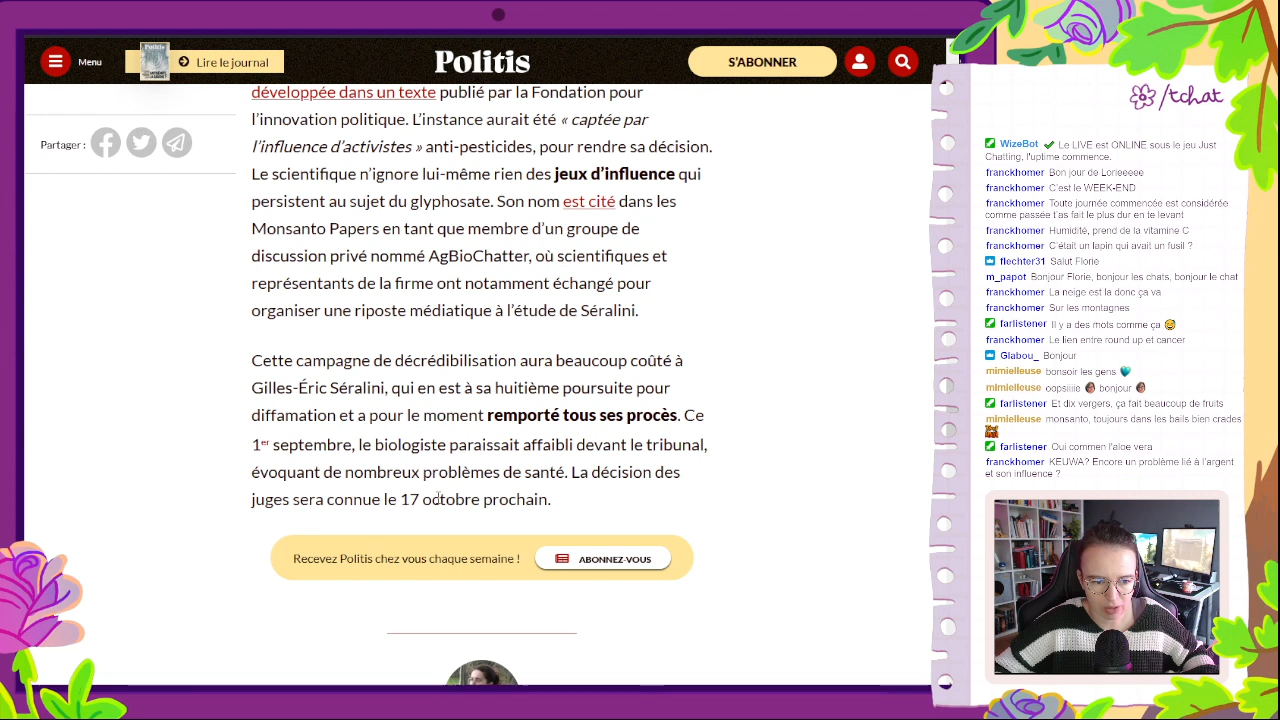 Menu
Politis
Lire le journal
Politis
S'ABONNER
Partager :
développée dans un texte publié par la Fondation pour
l'innovation politique. L'instance aurait été « captée par
l'influence d'activistes » anti-pesticides, pour rendre sa décision.
Le scientifique n'ignore lui-même rien des jeux d'influence qui
persistent au sujet du glyphosate. Son nom est cité dans les
Monsanto Papers en tant que membre d'un groupe de
discussion privé nommé AgBioChatter, où scientifiques et
représentants de la firme ont notamment échangé pour
organiser une riposte médiatique à l'étude de Séralini.
Cette campagne de décrédibilisation aura beaucoup coûté à
Gilles-Éric Séralini, qui en est à sa huitième poursuite pour
diffamation et a pour le moment remporté tous ses procès. Ce
1er septembre, le biologiste paraissait affaibli devant le tribunal,
évoquant de nombreux problèmes de santé. La décision des
juges sera connue le 17 octobre prochain.
Recevez Politis chez vous chaque semaine !
ABONNEZ-VOUS
/tchat
WizeBot Le LIVE est ONLINE sous le jeu Just
Chatting, l'uptime commence.
franckhomer Bon jour de Lorieeeee
franckhomer C'est le WEEK-END
franckhomer Toute journée commencée est considérée
comme passée t'as fait le plus dur en te levant
franckhomer Humidité, prend de la vitamine C
franckhomer C'était un lapin qui avait un fusil ?
flechter31 Salut Florie
m_papot Bonjour Florie, bonjour les chats, bonjour le chat
franckhomer La neige est la donc ça va
franckhomer Sur les montagnes
farlistener Il y a des mots comme ça
franckhomer Le lien entre round up et cancer
Glabou_ Bonjour
mimielleuse bonsoir les gens
mimielleuse oopsiiiie bonjour
farlistener Et dix vergers, ça fait beaucoup de fruits
mimielleuse monsanto, toujours dans les bails bien crades
farlistener Oui commen l'aloe vera
franckhomer KEUWA? Encore un problème lié à l'argent
et son influence ?